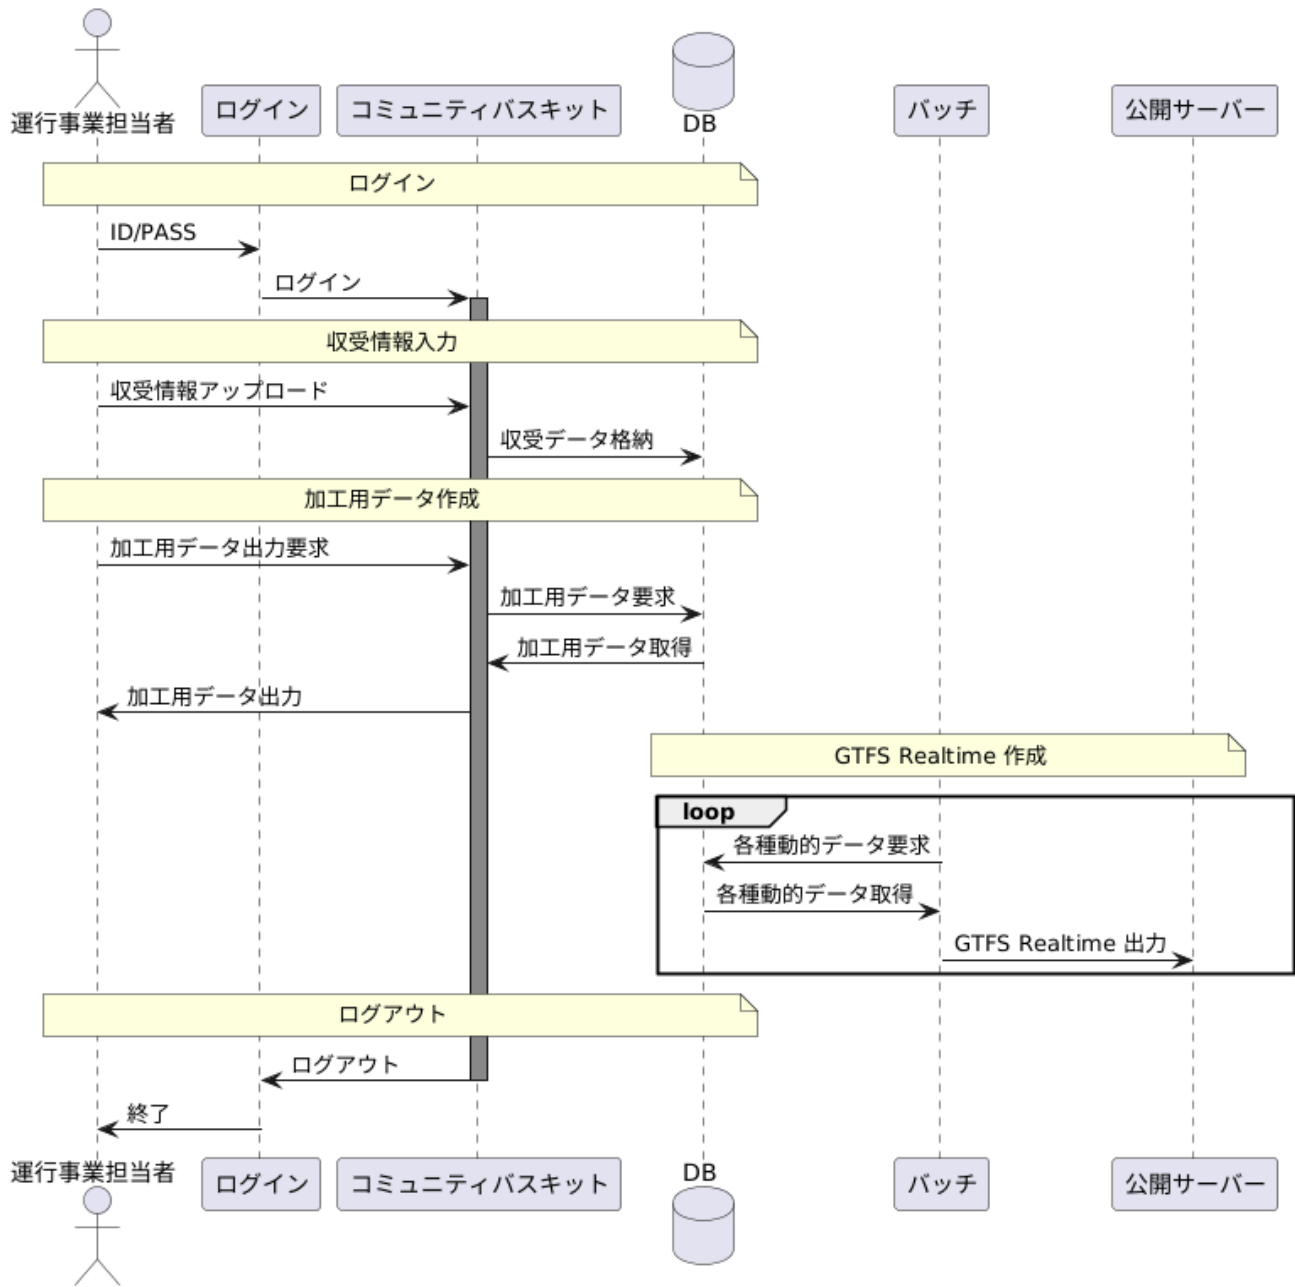 運行事業担当者
ログイン
コミュニティバスキット
DB
バッチ
公開サーバー
ログイン
ID/PASS
ログイン
収受情報入力
収受情報アップロード
収受データ格納
加工用データ作成
加工用データ出力要求
加工用データ要求
加工用データ取得
加工用データ出力
GTFS Realtime 作成
loop
各種動的データ要求
各種動的データ取得
GTFS Realtime 出力
ログアウト
ログアウト
終了
運行事業担当者
ログイン
コミュニティバスキット
DB
バッチ
公開サーバー